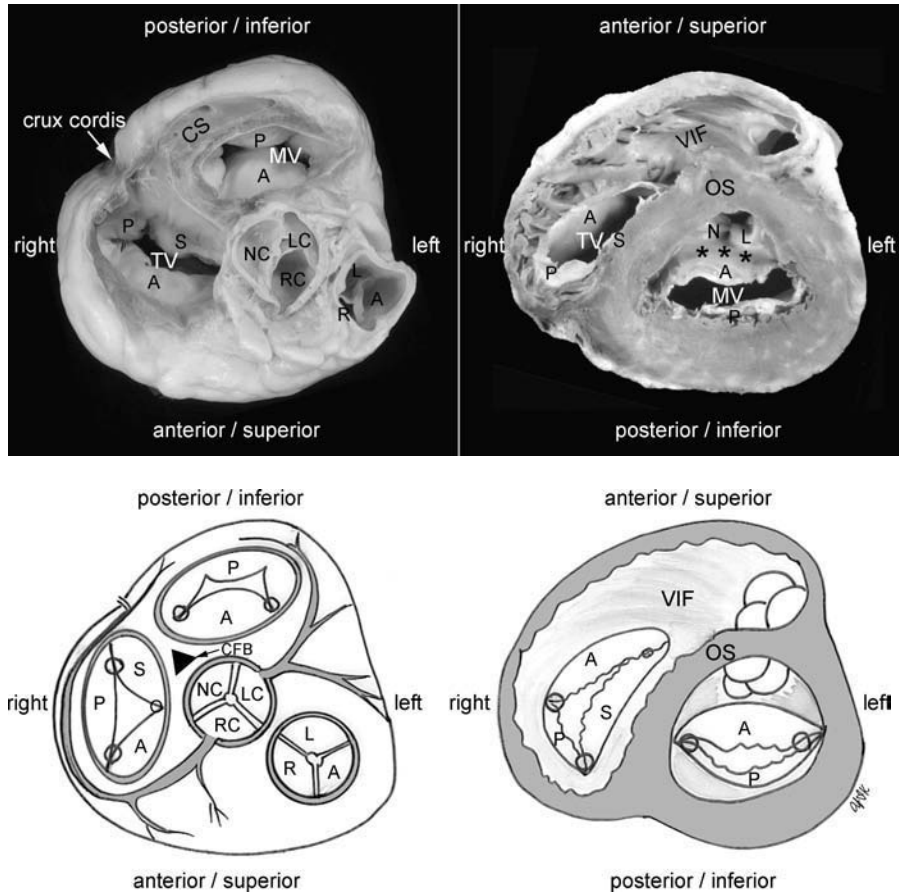 posterior / inferior
crux cordis
CS
P
MV
A
P
S
TV
A
NC
LC
RC
L
A
R
right
left
anterior / superior
anterior / superior
VIF
OS
A
TV
S
P
N
L
* * *
A
MV
P
right
left
posterior / inferior
posterior / inferior
P
A
CFB
S
P
A
NC
LC
RC
L
R
A
right
left
anterior / superior
anterior / superior
VIF
OS
A
S
P
A
P
right
left
posterior / inferior